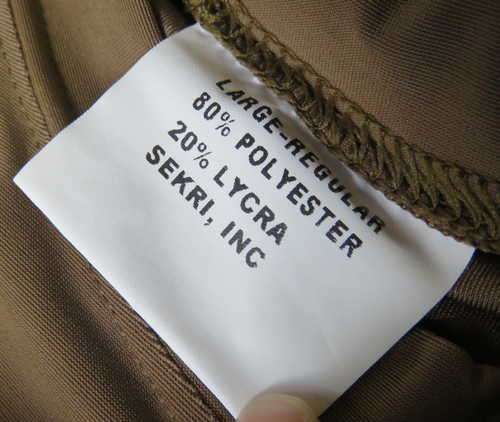 LARGE-REGULAR
80% POLYESTER
20% LYCRA
SEKRI, INC